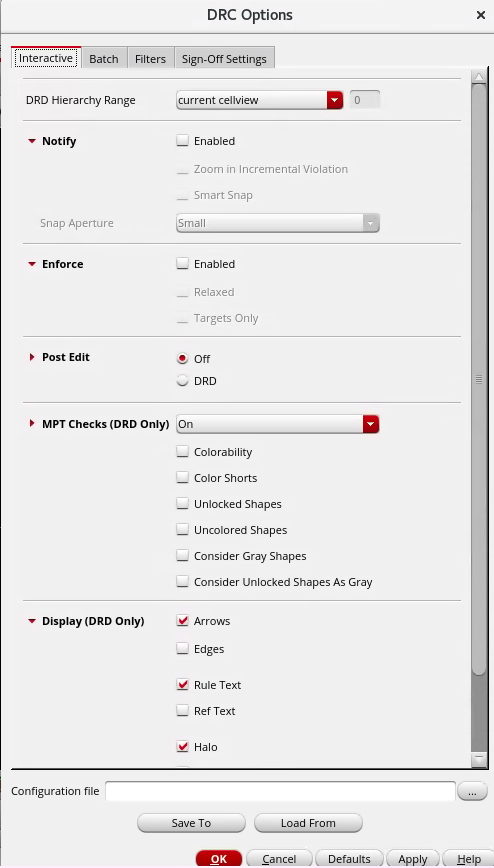 DRC Options
Interactive Batch Filters Sign-Off Settings
DRD Hierarchy Range current cellview 0
Notify Enabled
Zoom in Incremental Violation
Smart Snap
Snap Aperture Small
Enforce Enabled
Relaxed
Targets Only
Post Edit Off
DRD
MPT Checks (DRD Only) On
Colorability
Color Shorts
Unlocked Shapes
Uncolored Shapes
Consider Gray Shapes
Consider Unlocked Shapes As Gray
Display (DRD Only) Arrows
Edges
Rule Text
Ref Text
Halo
Configuration file ...
Save To Load From
OK Cancel Defaults Apply Help